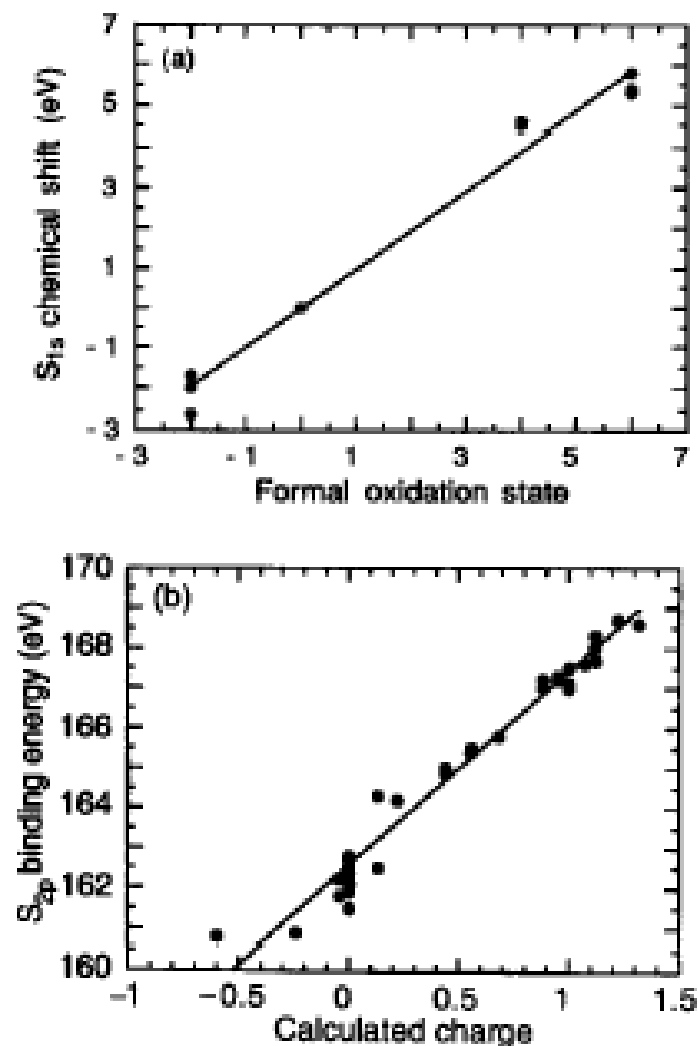 7
(a)
5
3
1
-1
-3
S1s chemical shift (eV)
-3 -1 1 3 5 7
Formal oxidation state
170
(b)
168
166
164
162
160
S2p binding energy (eV)
-1 -0.5 0 0.5 1 1.5
Calculated charge